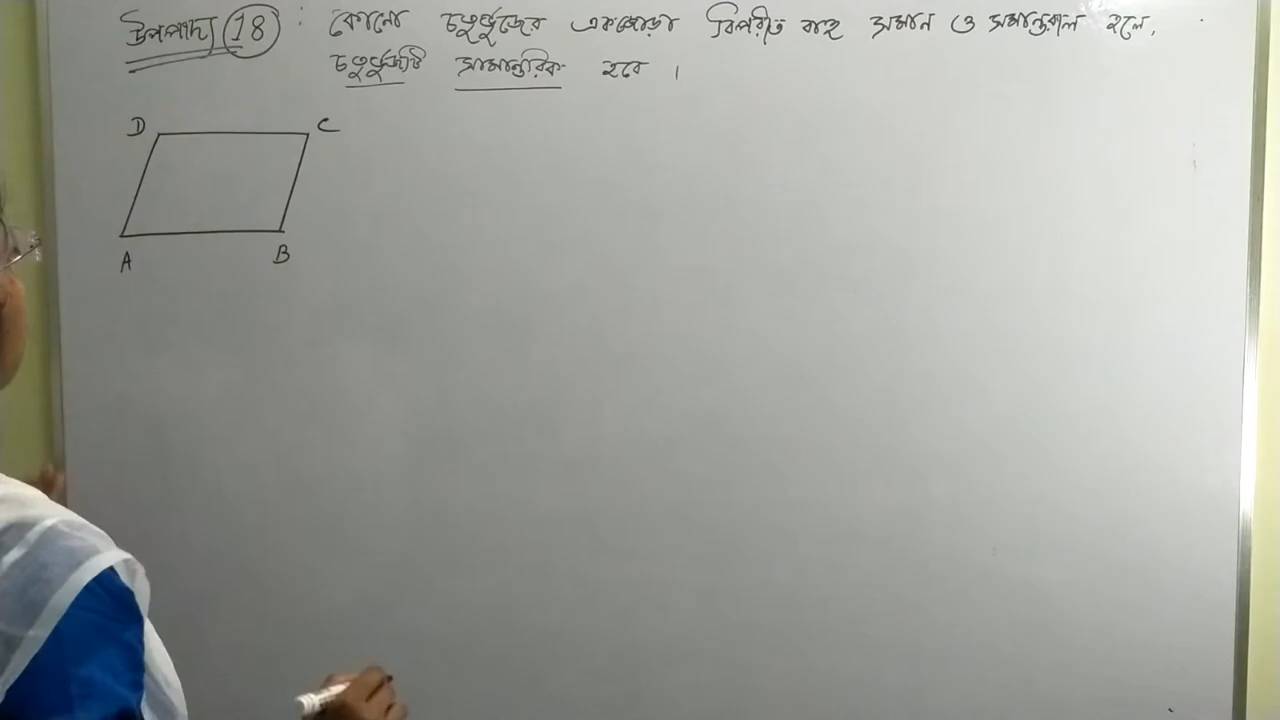 উপপাদ্য 18 : কোনো চতুর্ভুজের একজোড়া বিপরীত বাহু সমান ও সমান্তরাল হলে,
চতুর্ভুজটি সামান্তরিক হবে ।
D C
A B